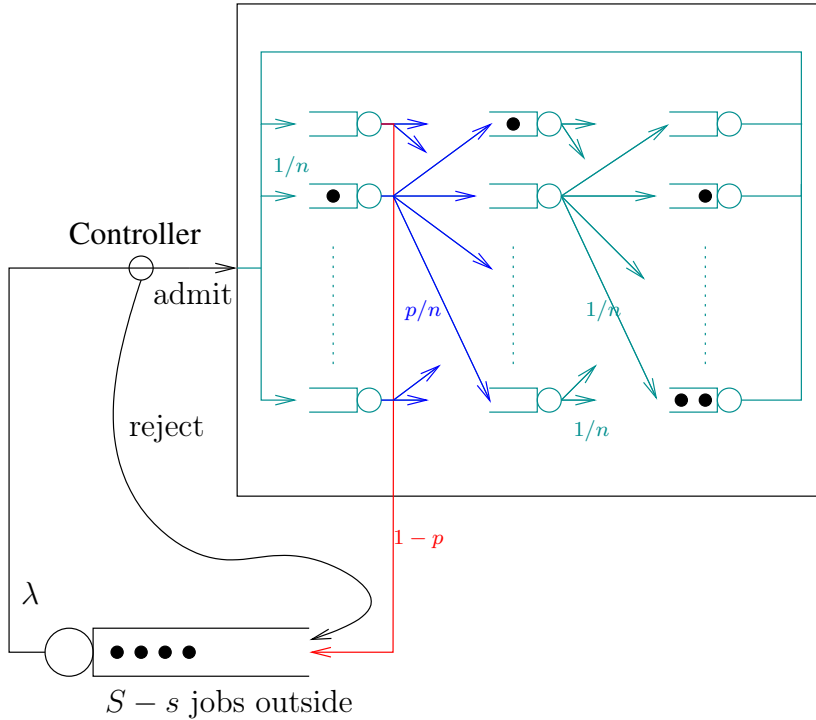 1/n
Controller
admit
p/n
1/n
reject
1/n
1 − p
λ
S − s jobs outside